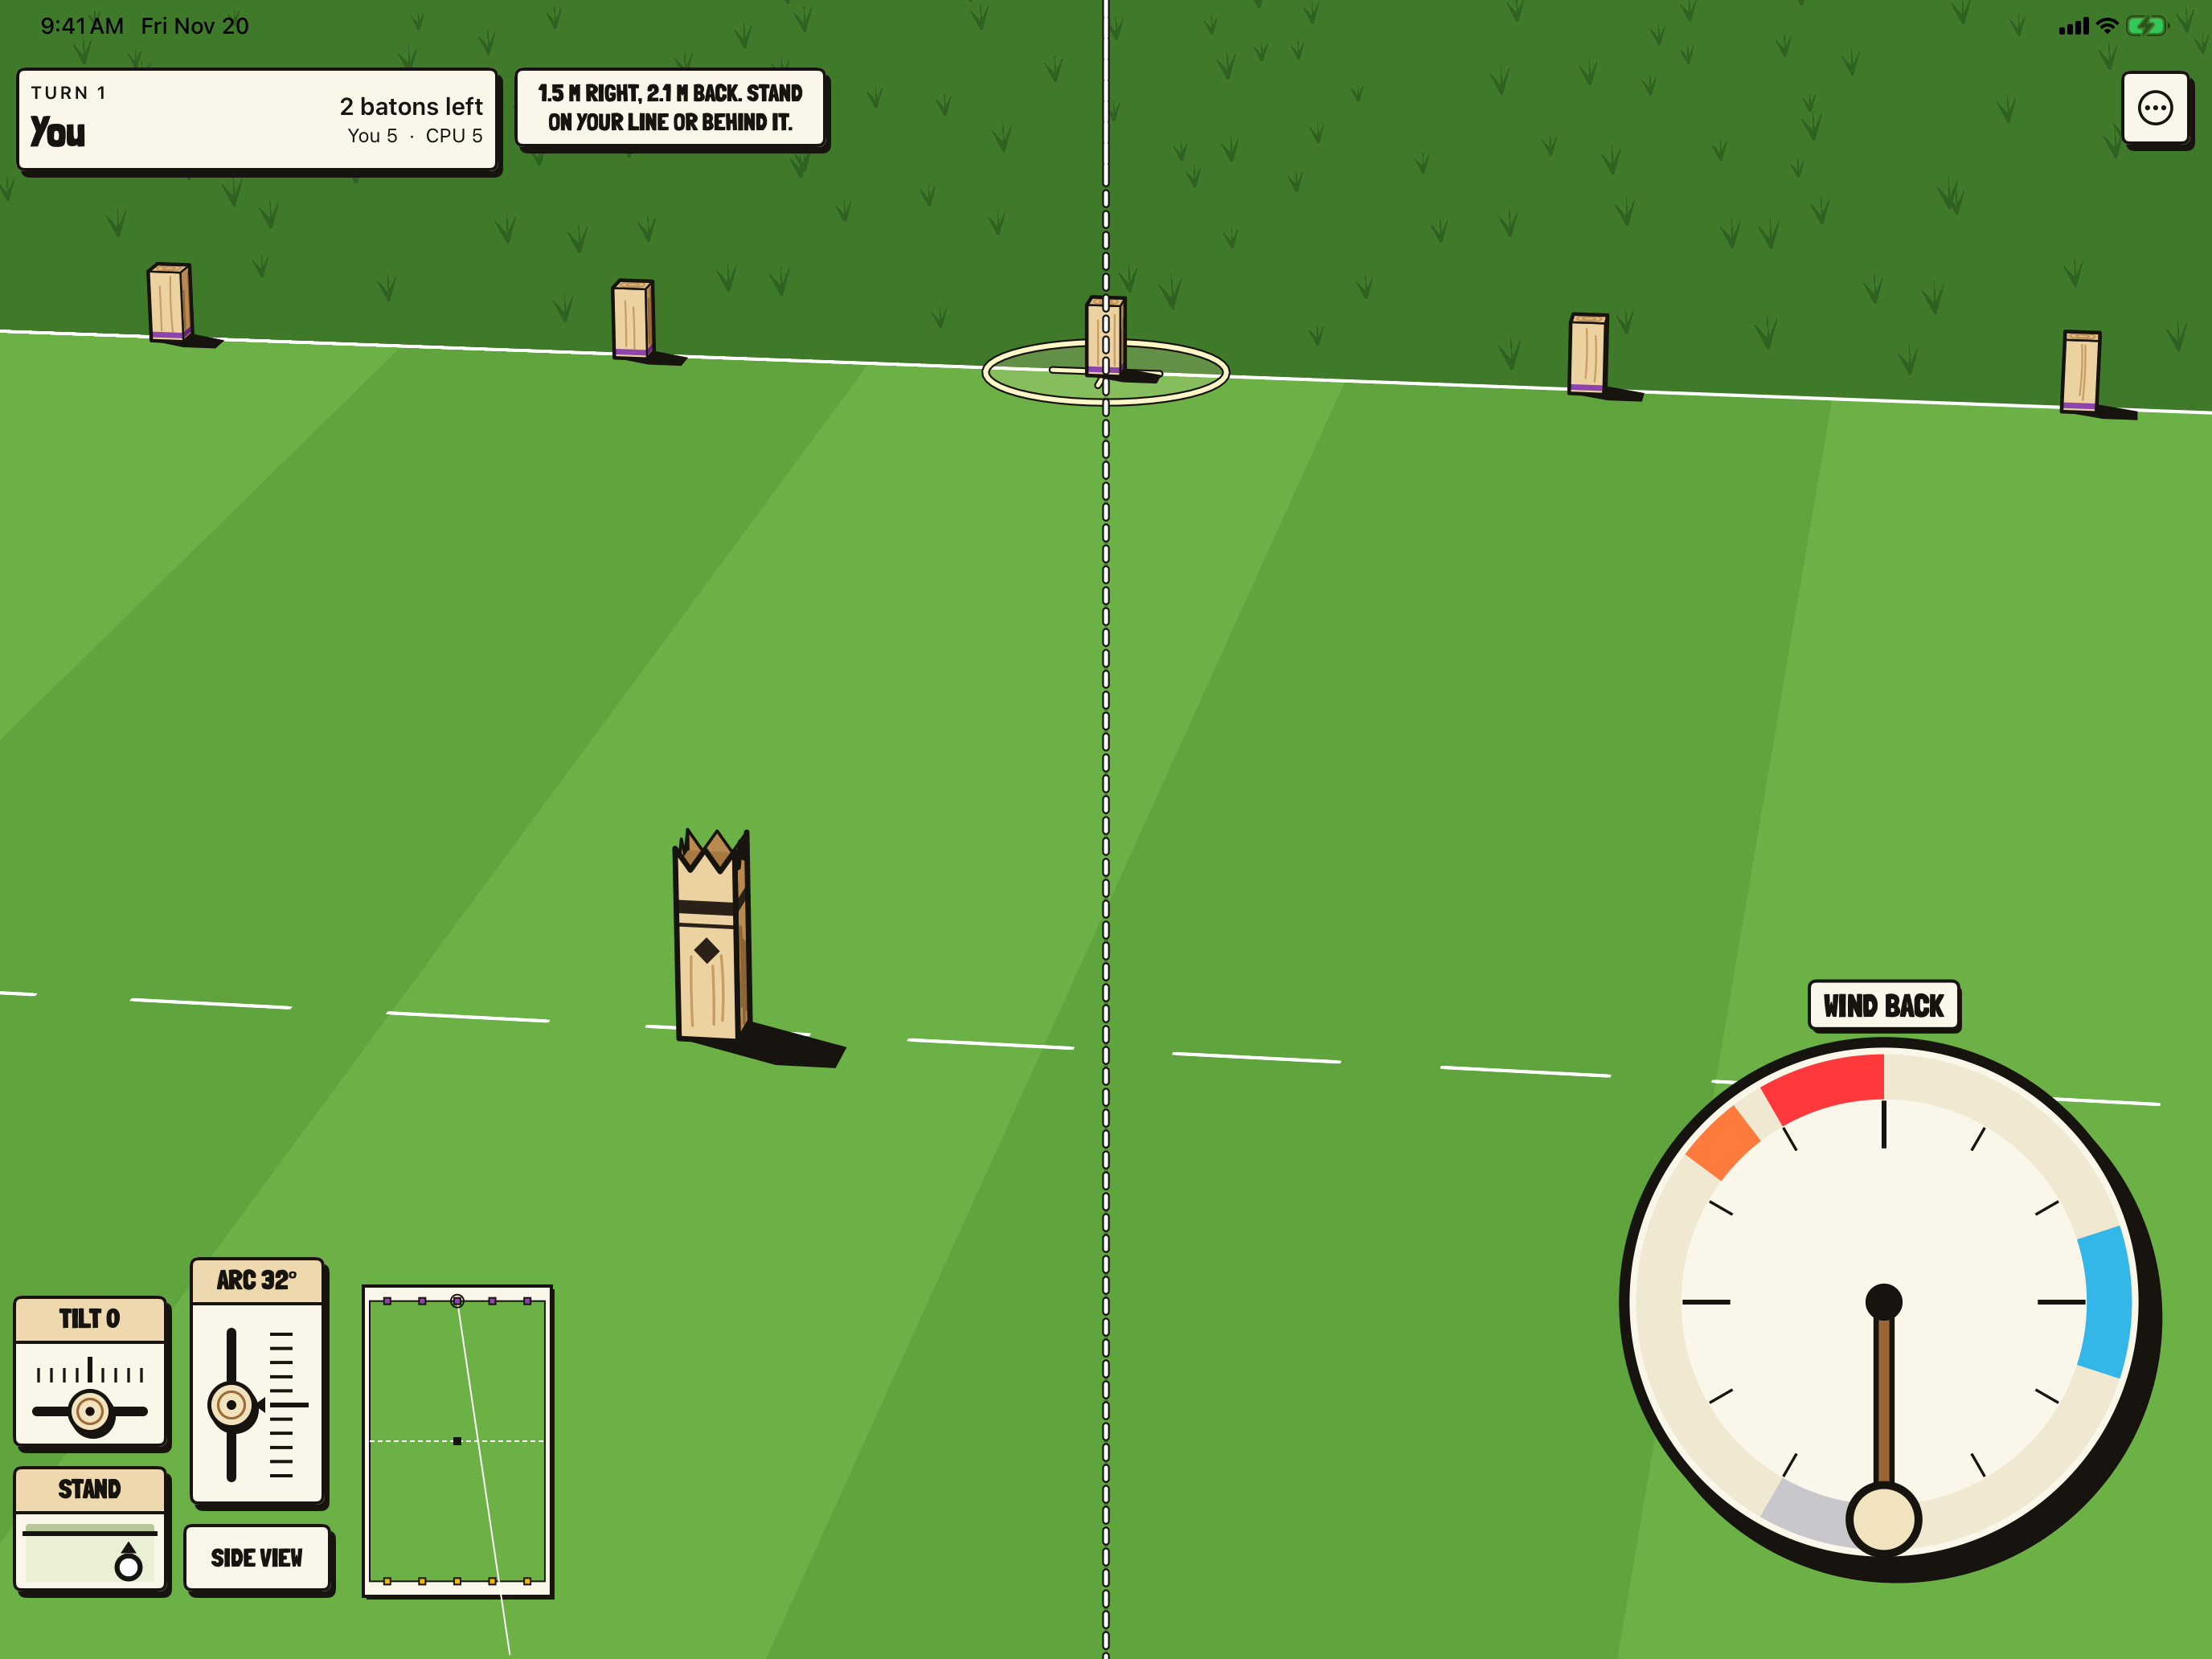 9:41 AM Fri Nov 20
TURN 1
You
2 batons left
You 5 · CPU 5
1.5 M RIGHT, 2.1 M BACK. STAND
ON YOUR LINE OR BEHIND IT.
WIND BACK
ARC 32°
TILT 0
STAND
SIDE VIEW